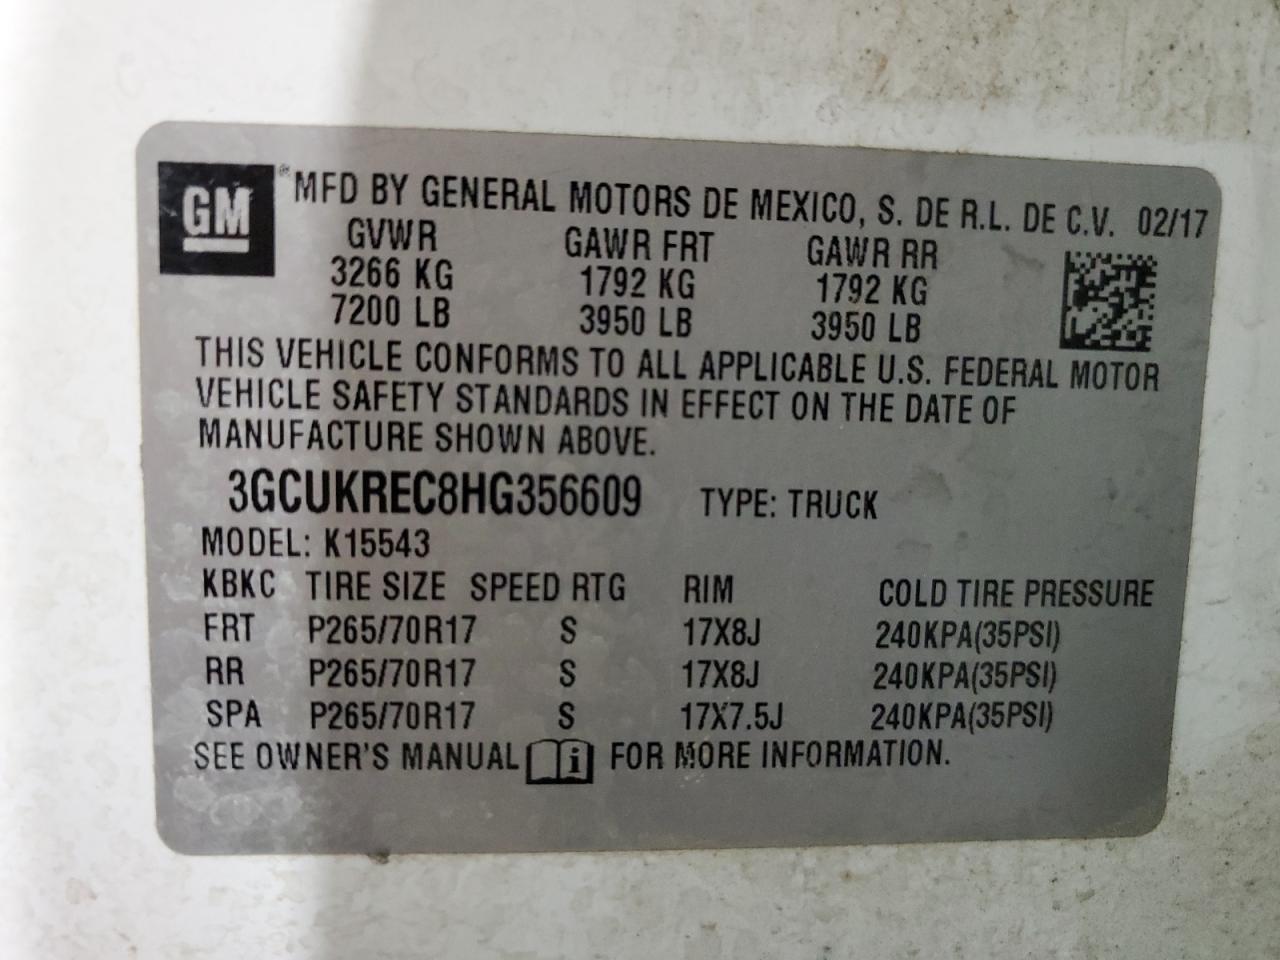 GM ® MFD BY GENERAL MOTORS DE MEXICO, S. DE R.L. DE C.V. 02/17
GVWR GAWR FRT GAWR RR
3266 KG 1792 KG 1792 KG
7200 LB 3950 LB 3950 LB
THIS VEHICLE CONFORMS TO ALL APPLICABLE U.S. FEDERAL MOTOR
VEHICLE SAFETY STANDARDS IN EFFECT ON THE DATE OF
MANUFACTURE SHOWN ABOVE.
3GCUKREC8HG356609 TYPE: TRUCK
MODEL: K15543
KBKC TIRE SIZE SPEED RTG RIM COLD TIRE PRESSURE
FRT P265/70R17 S 17X8J 240KPA(35PSI)
RR P265/70R17 S 17X8J 240KPA(35PSI)
SPA P265/70R17 S 17X7.5J 240KPA(35PSI)
SEE OWNER'S MANUAL i FOR MORE INFORMATION.